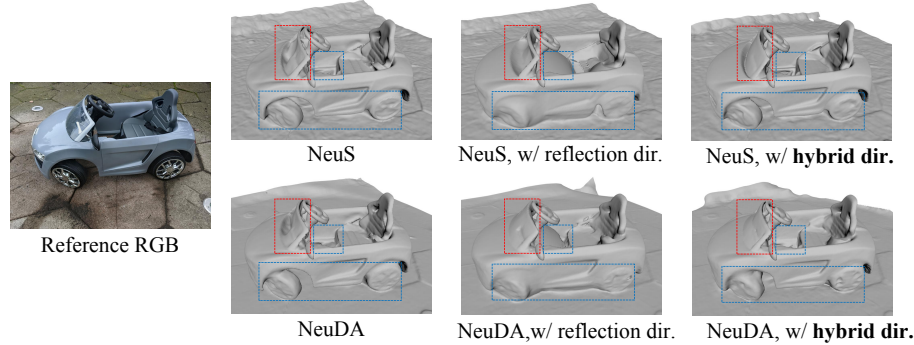 NeuS
NeuS, w/ reflection dir.
NeuS, w/ hybrid dir.
Reference RGB
NeuDA
NeuDA,w/ reflection dir.
NeuDA, w/ hybrid dir.